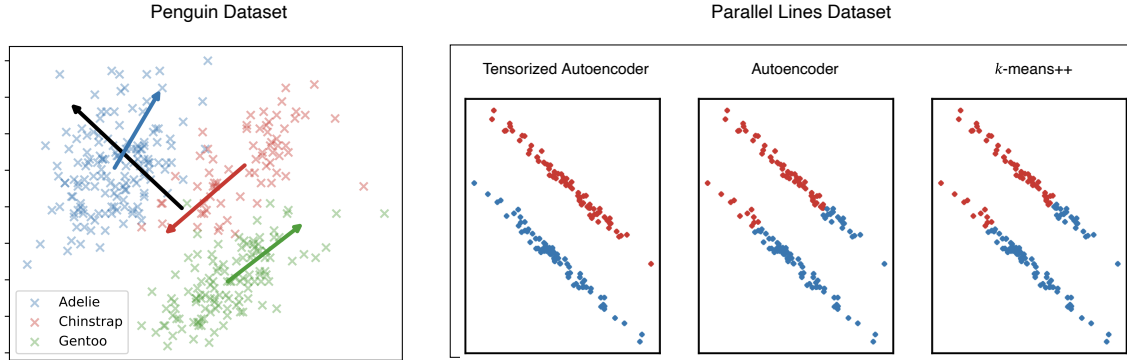 Penguin Dataset
Parallel Lines Dataset
Tensorized Autoencoder
Autoencoder
k-means++
Adelie
Chinstrap
Gentoo